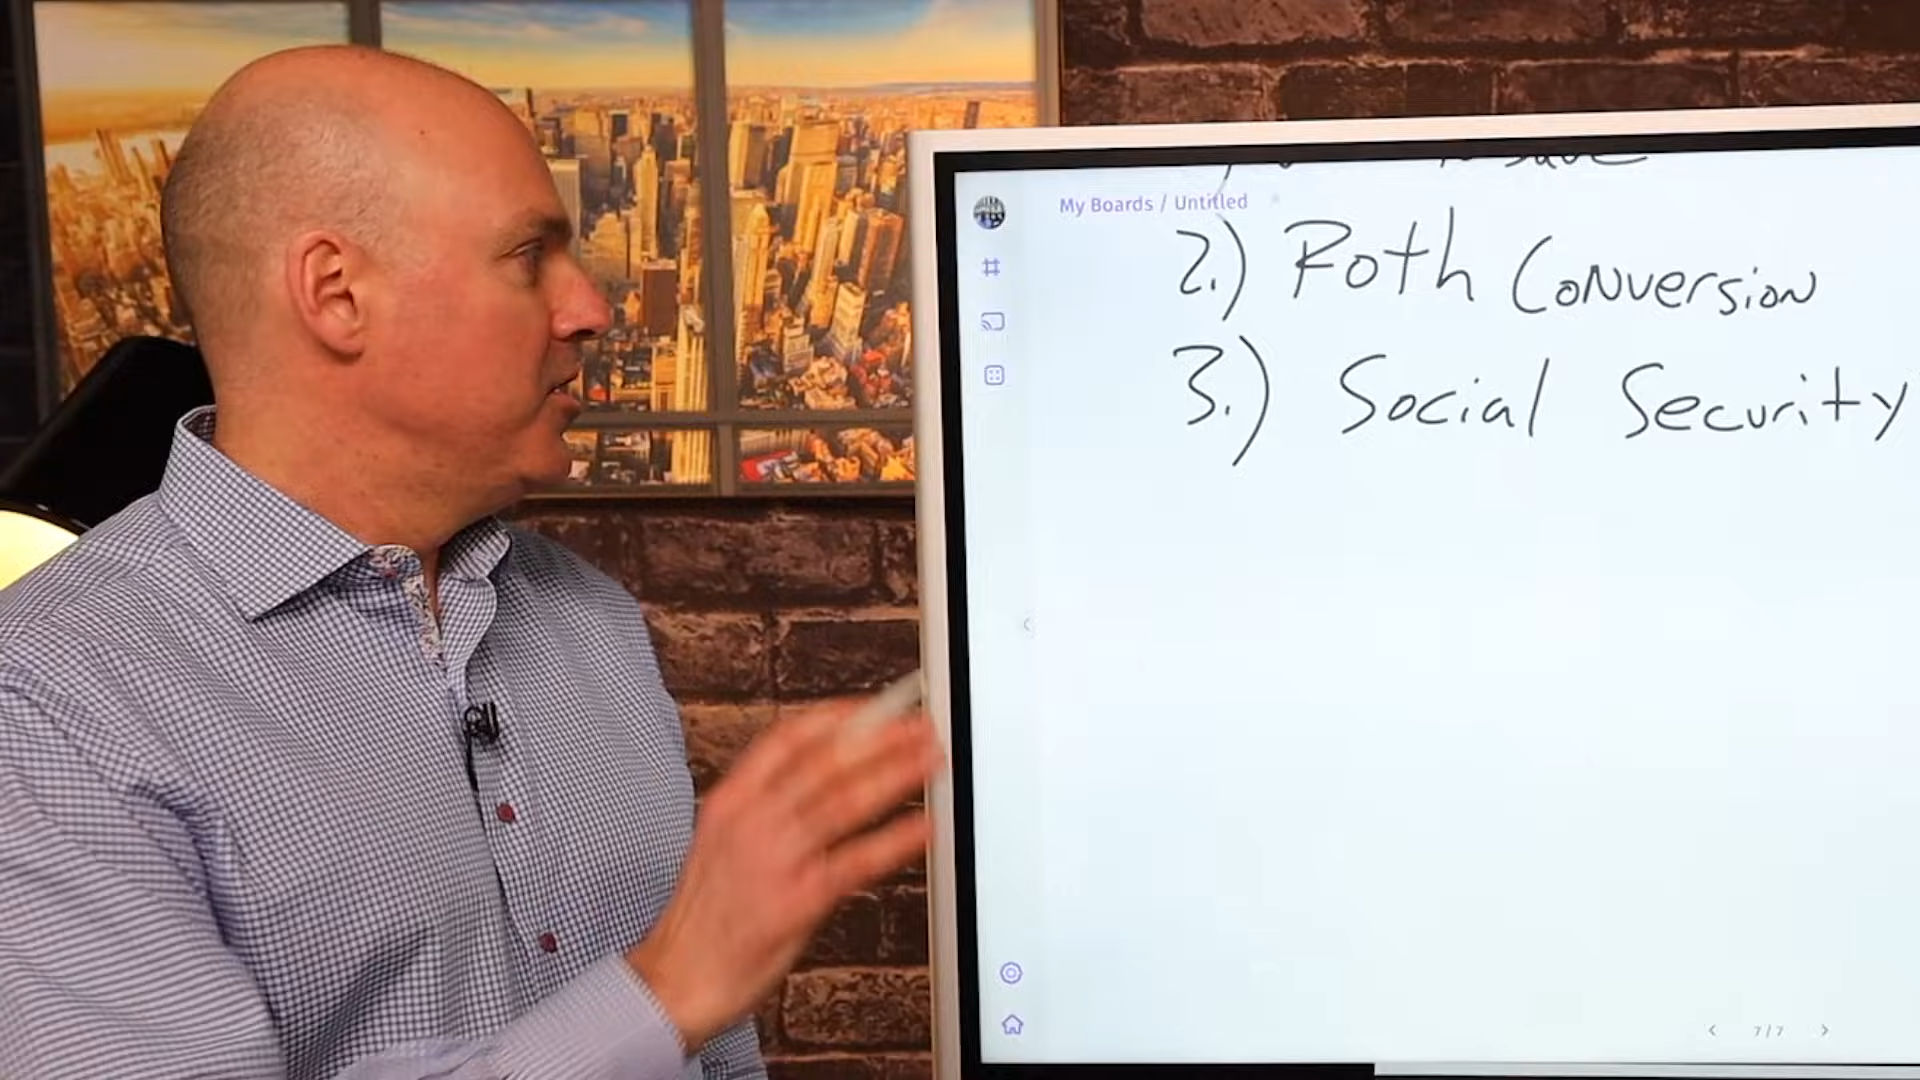 My Boards / Untitled
2.) Roth Conversion
3.) Social Security
7/7